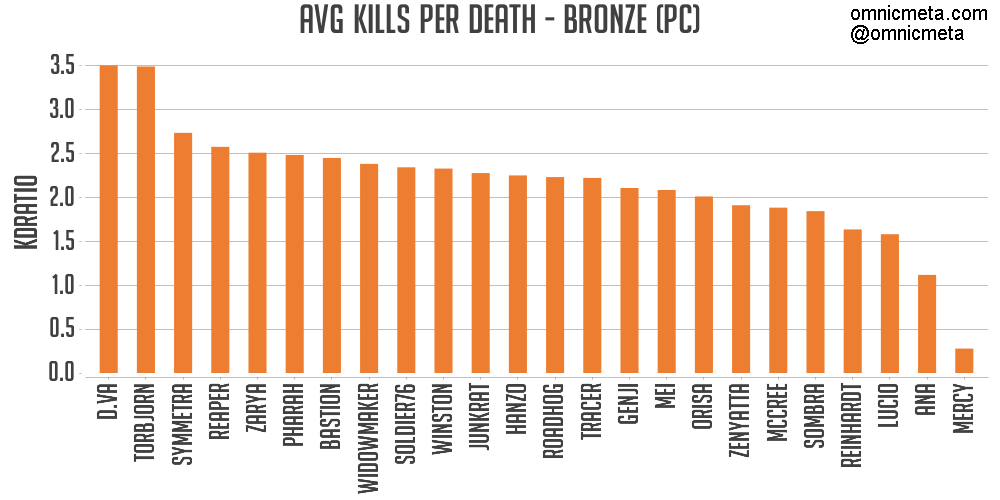 AVG KILLS PER DEATH - BRONZE (PC)
omnicmeta.com
@omnicmeta
KDRATIO
3.5
3.0
2.5
2.0
1.5
1.0
0.5
0.0
D.VA
TORBJORN
SYMMETRA
REAPER
ZARYA
PHARAH
BASTION
WIDOWMAKER
SOLDIER76
WINSTON
JUNKRAT
HANZO
ROADHOG
TRACER
GENJI
MEI
ORISA
ZENYATTA
MCCREE
SOMBRA
REINHARDT
LUCIO
ANA
MERCY